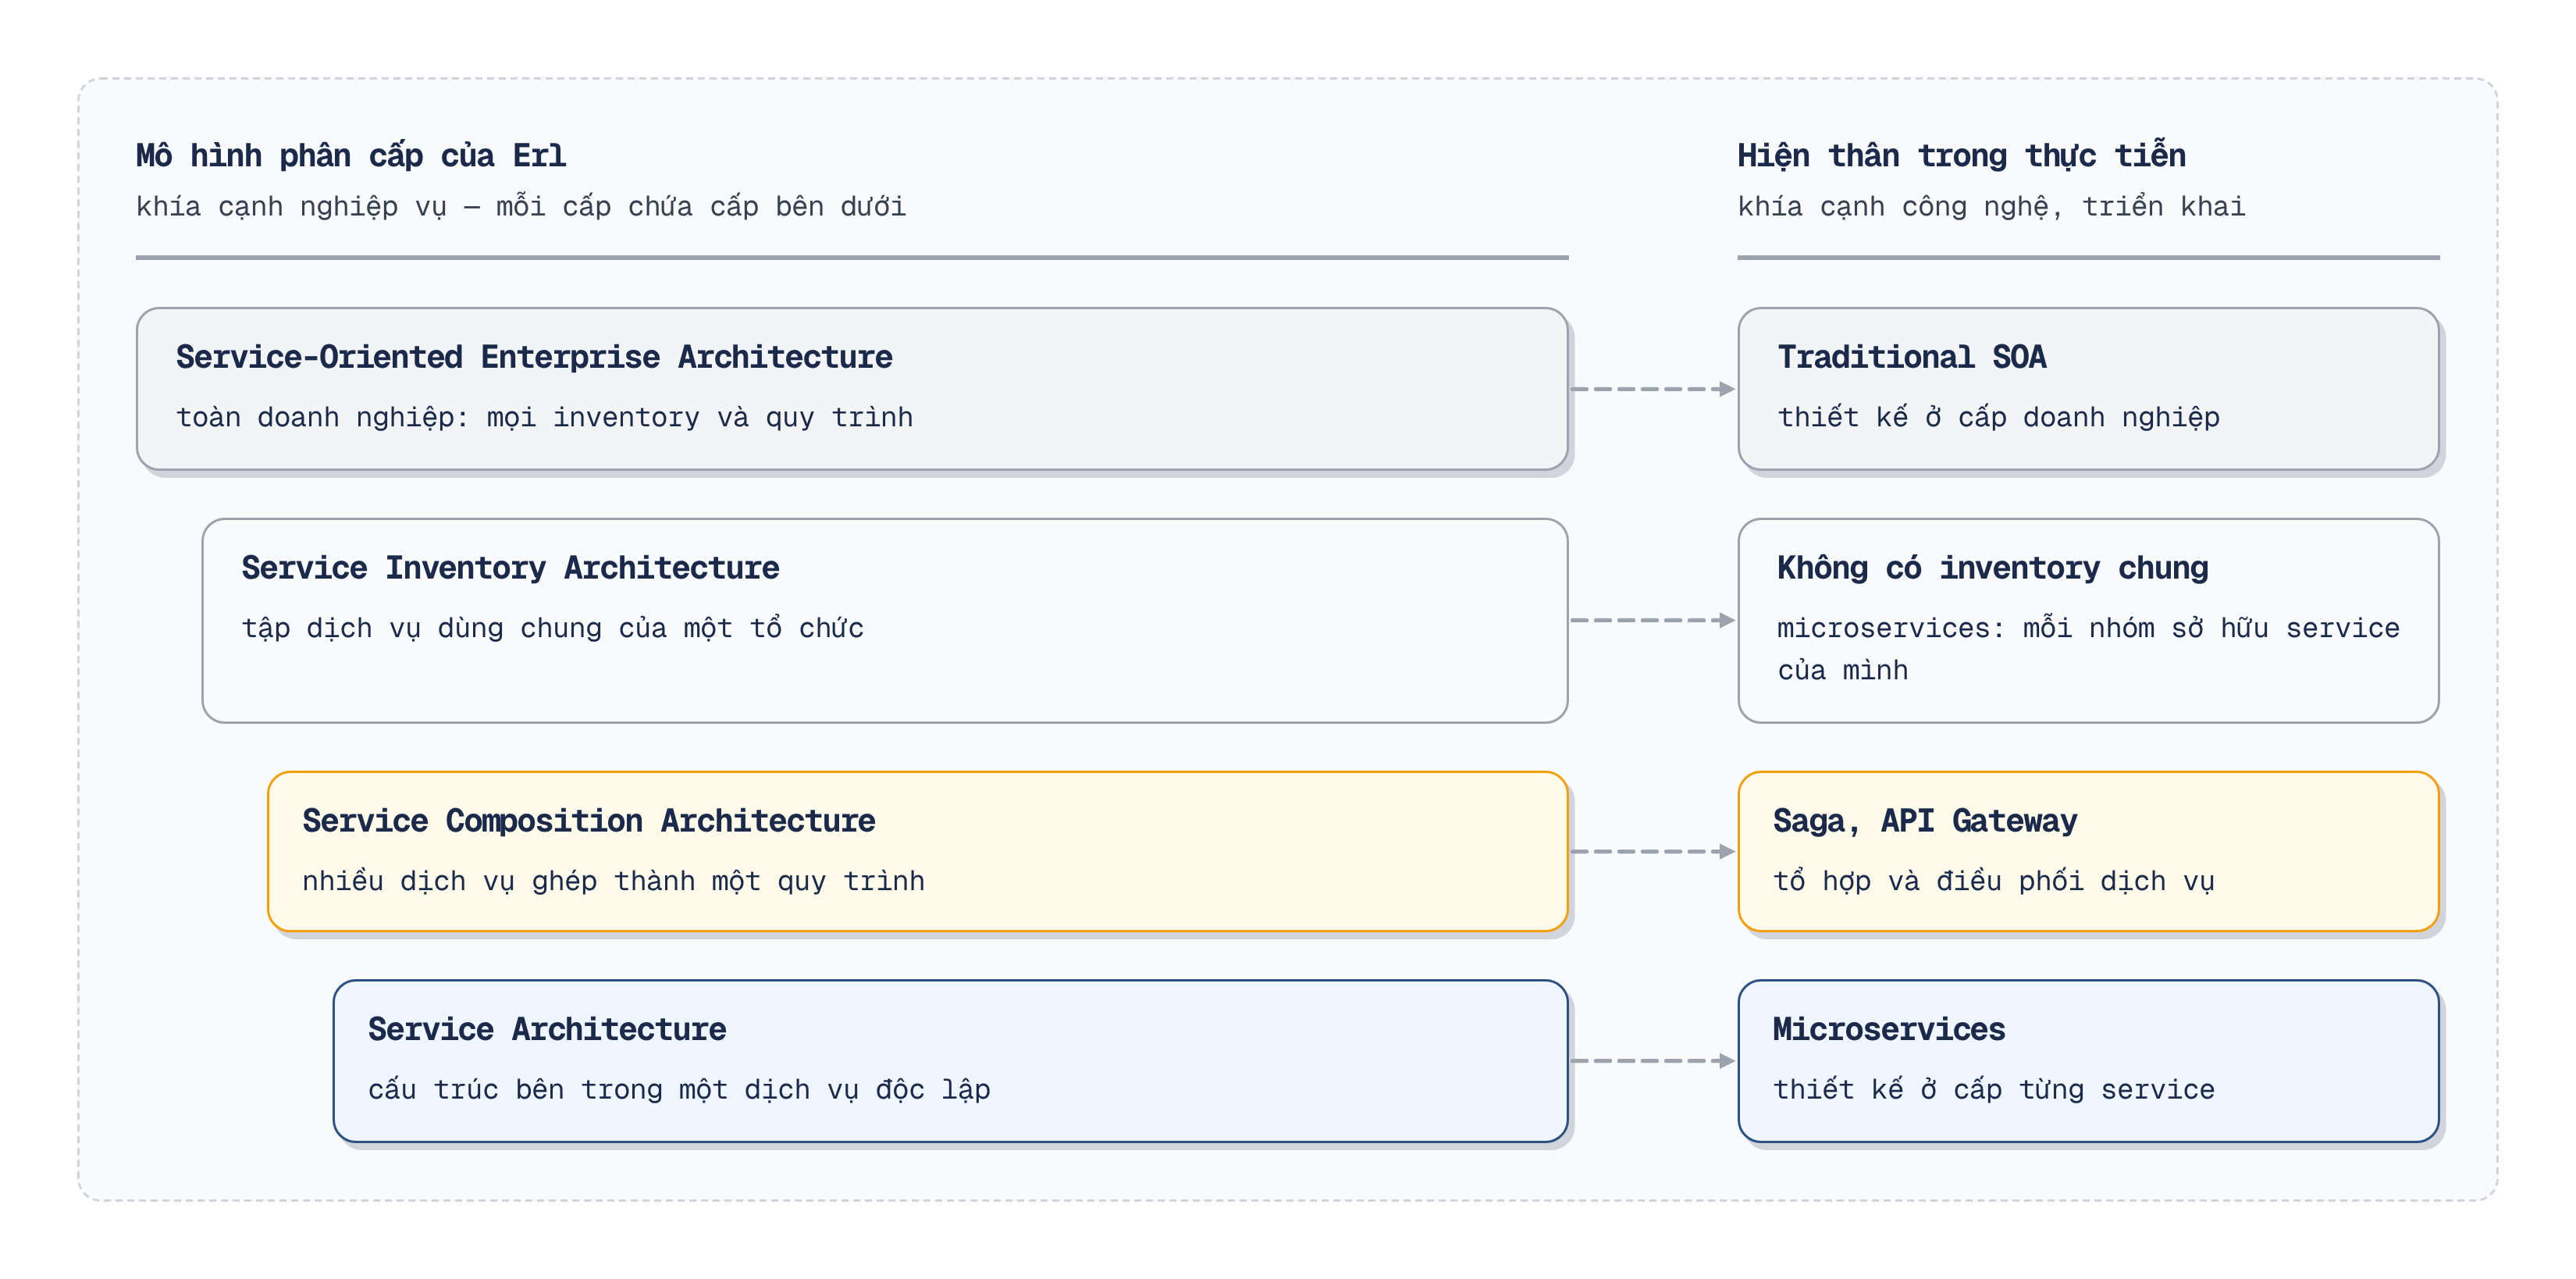 Mô hình phân cấp của Erl
khía cạnh nghiệp vụ — mỗi cấp chứa cấp bên dưới
Hiện thân trong thực tiễn
khía cạnh công nghệ, triển khai
Service-Oriented Enterprise Architecture
toàn doanh nghiệp: mọi inventory và quy trình
Traditional SOA
thiết kế ở cấp doanh nghiệp
Service Inventory Architecture
tập dịch vụ dùng chung của một tổ chức
Không có inventory chung
microservices: mỗi nhóm sở hữu service
của mình
Service Composition Architecture
nhiều dịch vụ ghép thành một quy trình
Saga, API Gateway
tổ hợp và điều phối dịch vụ
Service Architecture
cấu trúc bên trong một dịch vụ độc lập
Microservices
thiết kế ở cấp từng service